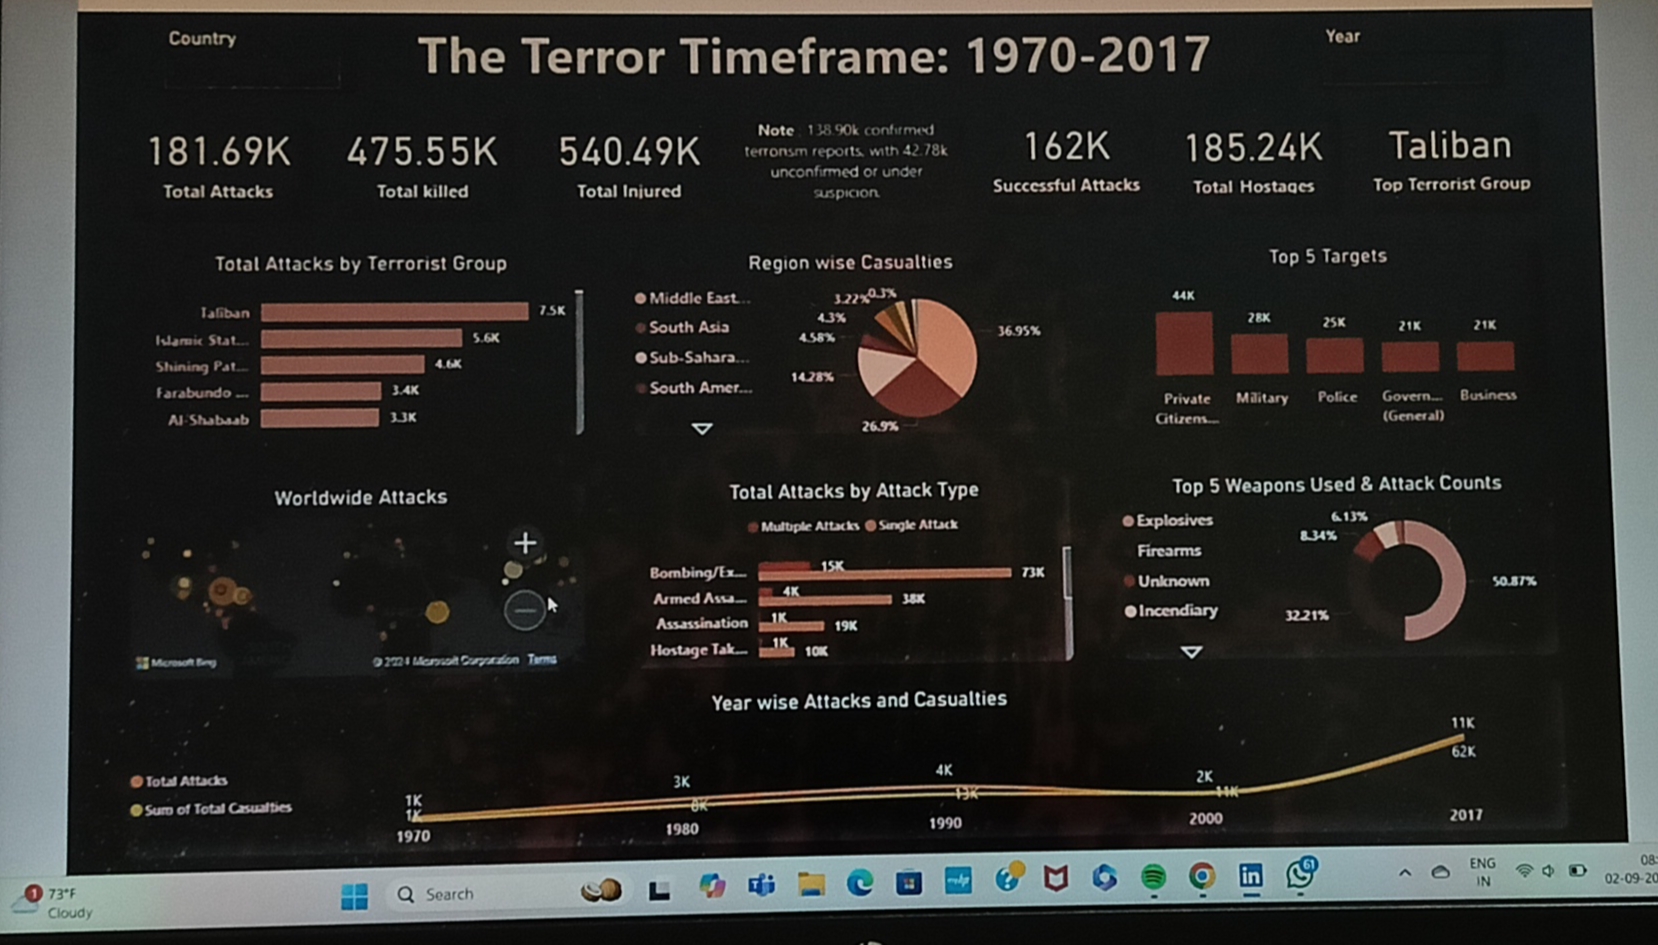 Country
The Terror Timeframe: 1970-2017
Year
181.69K
Total Attacks
475.55K
Total killed
540.49K
Total Injured
Note : 138.90k confirmed
terrorism reports, with 42.78k
unconfirmed or under
suspicion.
162K
Successful Attacks
185.24K
Total Hostages
Taliban
Top Terrorist Group
Total Attacks by Terrorist Group
Taliban 7.5K
Islamic Stat... 5.6K
Shining Pat... 4.6K
Farabundo ... 3.4K
Al-Shabaab 3.3K
Region wise Casualties
Middle East...
South Asia
Sub-Sahara...
South Amer...
3.22%
0.3%
4.3%
4.58%
14.28%
26.9%
36.95%
Top 5 Targets
44K
28K
25K
21K
21K
Private
Citizens...
Military
Police
Govern...
(General)
Business
Worldwide Attacks
Microsoft Bing
© 2024 Microsoft Corporation Terms
Total Attacks by Attack Type
Multiple Attacks Single Attack
Bombing/Ex... 15K 73K
Armed Assa... 4K 38K
Assassination 1K 19K
Hostage Tak... 1K 10K
Top 5 Weapons Used & Attack Counts
Explosives
Firearms
Unknown
Incendiary
6.13%
8.34%
32.21%
50.87%
Year wise Attacks and Casualties
Total Attacks
Sum of Total Casualties
1K
1K
3K
8K
4K
13K
2K
11K
11K
62K
1970
1980
1990
2000
2017
1
73°F
Cloudy
Search
61
ENG
IN
08:
02-09-20